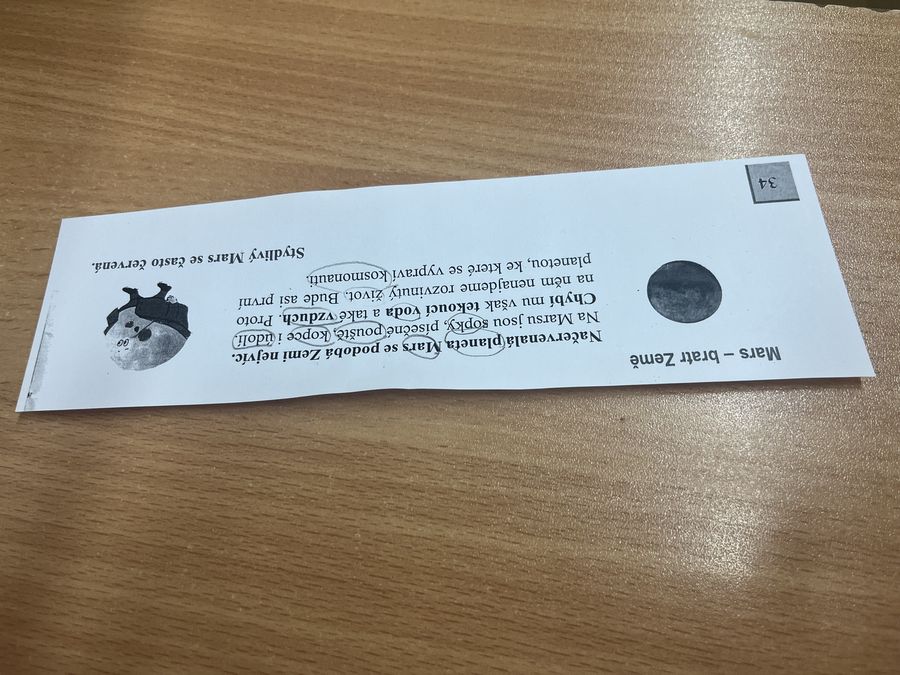 Mars – bratr Země
Načervenalá planeta Mars se podobá Zemi nejvíc.
Na Marsu jsou sopky, písečné pouště, kopce i údolí.
Chybí mu však tekoucí voda a také vzduch. Proto
na něm nenajdeme rozvinutý život. Bude asi první
planetou, ke které se vypraví kosmonauti.
Stydlivý Mars se často červená.
34